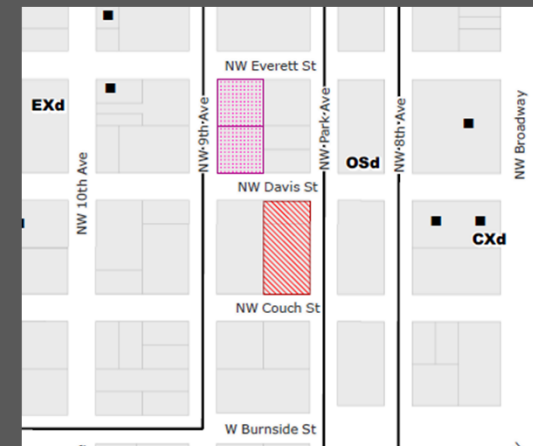 NW Everett St
EXd
NW 10th Ave
NW 9th Ave
NW Park Ave
OSd
NW 8th Ave
NW Broadway
NW Davis St
CXd
NW Couch St
W Burnside St